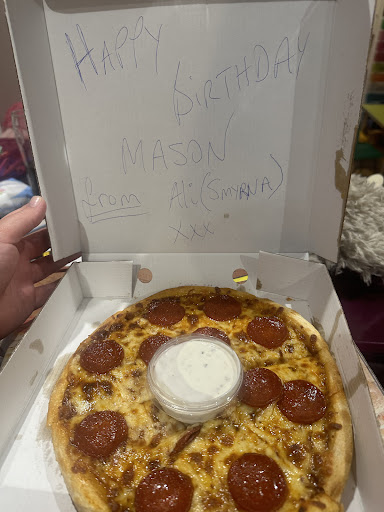 HAPPY
BiRTHDAY
MASON
from Ali (SMYRNA)
xxx